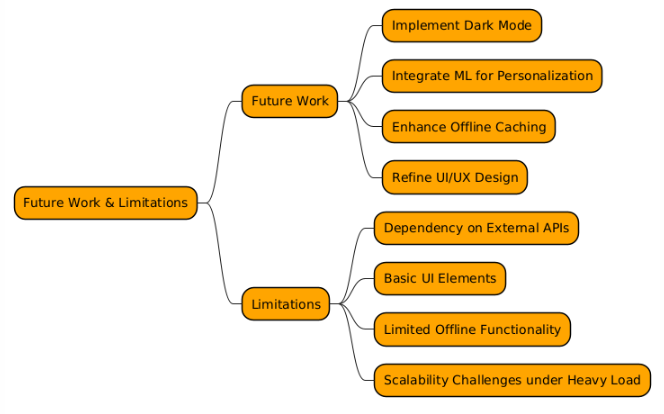 Future Work & Limitations
Future Work
Implement Dark Mode
Integrate ML for Personalization
Enhance Offline Caching
Refine UI/UX Design
Limitations
Dependency on External APIs
Basic UI Elements
Limited Offline Functionality
Scalability Challenges under Heavy Load